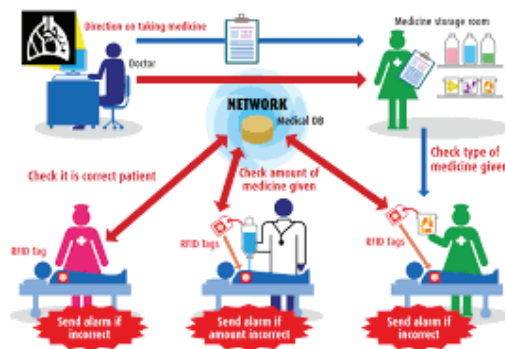 Direction on taking medicine
Medicine storage room
Doctor
NETWORK
Medical DB
Check it is correct patient
Check amount of
medicine given
Check type of
medicine given
RFID Tag
RFID Tags
RFID Tags
Send alarm if
incorrect
Send alarm if
amount incorrect
Send alarm if
incorrect